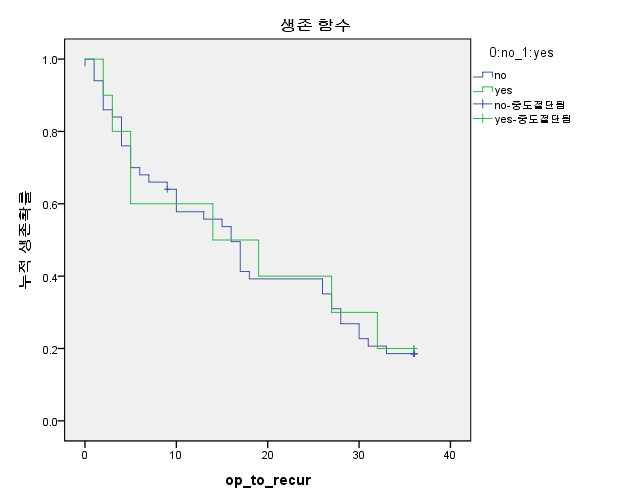 생존 함수
0:no_1:yes
no
yes
no-중도절단됨
yes-중도절단됨
누적 생존확률
1.0
0.8
0.6
0.4
0.2
0.0
0 10 20 30 40
op_to_recur